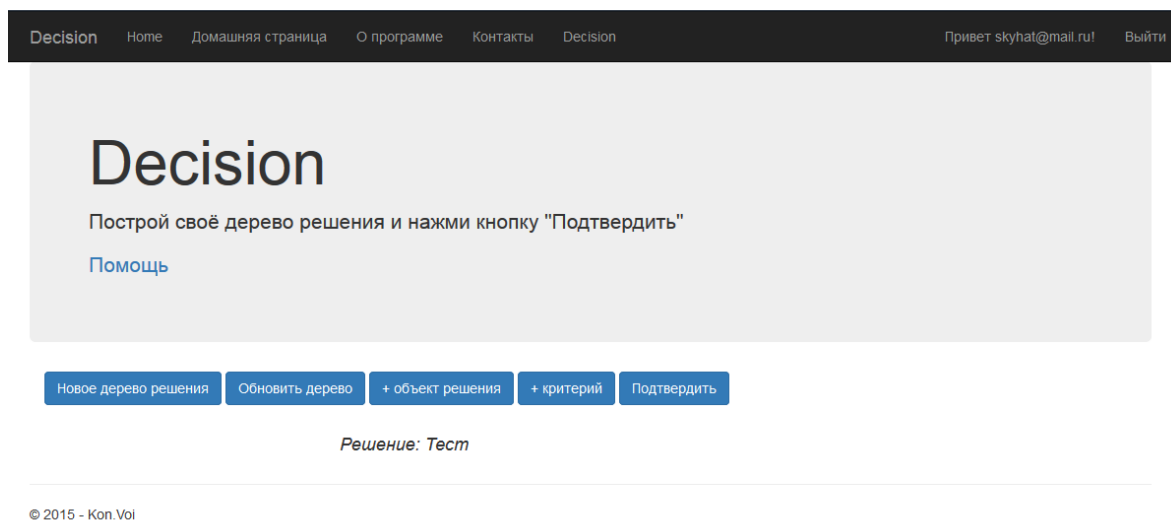 Decision Home Домашняя страница О программе Контакты Decision Привет skyhat@mail.ru! Выйти
Decision
Построй своё дерево решения и нажми кнопку "Подтвердить"
Помощь
Новое дерево решения Обновить дерево + объект решения + критерий Подтвердить
Решение: Тест
© 2015 - Kon.Voi